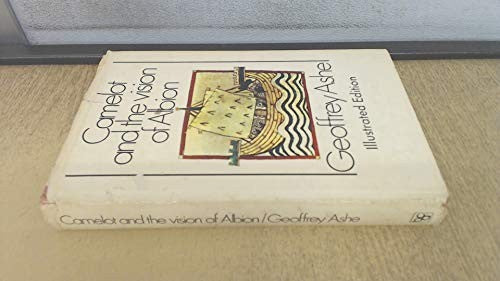 Camelot
and the vision
of Albion
Geoffrey Ashe
Illustrated Edition
Camelot and the vision of Albion/Geoffrey Ashe